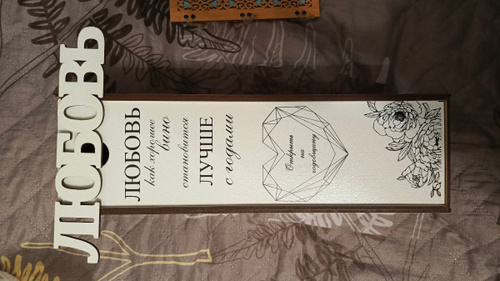 ЛЮБОВЬ
ЛЮБОВЬ
как хорошее
вино
становится
ЛУЧШЕ
с годами
Открыть
на
годовщину